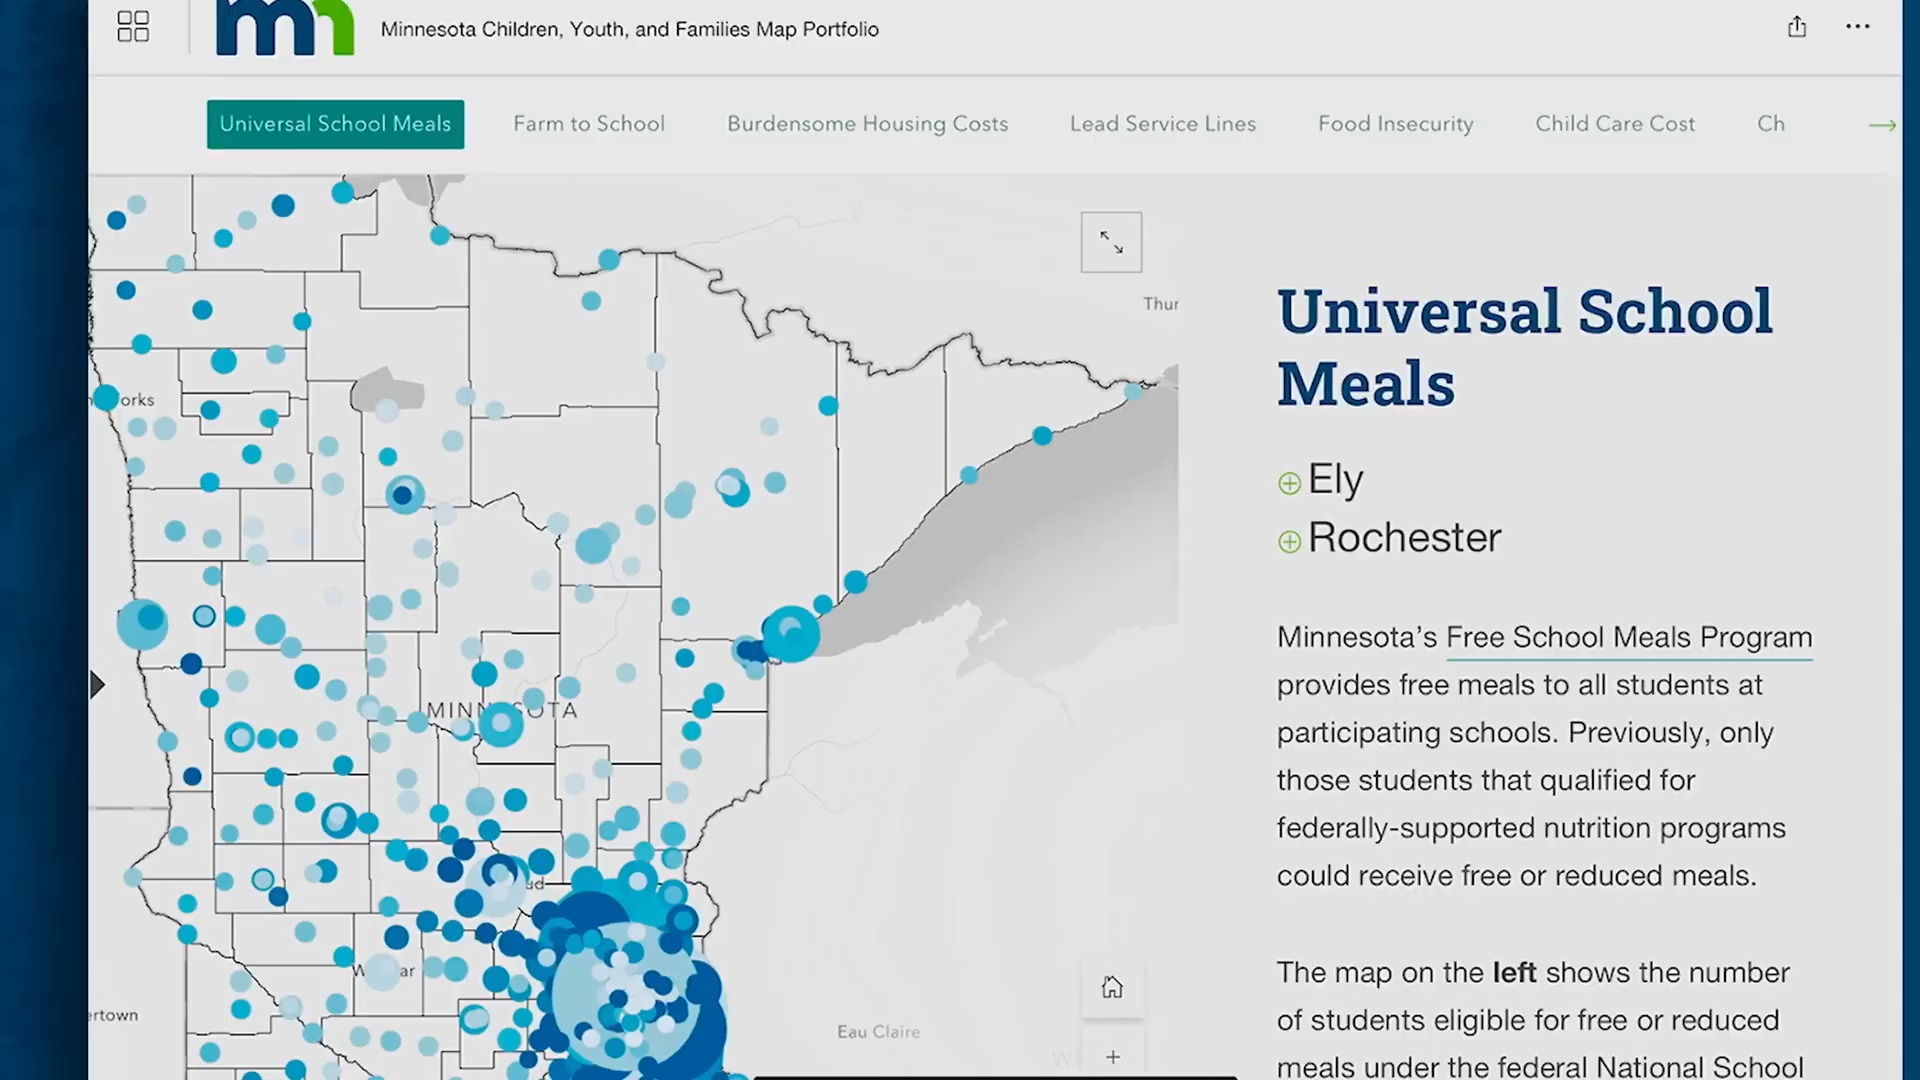 mn
Minnesota Children, Youth, and Families Map Portfolio
Universal School Meals
Farm to School
Burdensome Housing Costs
Lead Service Lines
Food Insecurity
Child Care Cost
Ch
Thur
orks
MINNESOTA
ud
ertown
Eau Claire
Universal School
Meals
Ely
Rochester
Minnesota’s Free School Meals Program
provides free meals to all students at
participating schools. Previously, only
those students that qualified for
federally-supported nutrition programs
could receive free or reduced meals.
The map on the left shows the number
of students eligible for free or reduced
meals under the federal National School